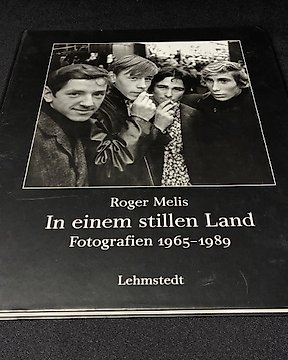 Roger Melis
In einem stillen Land
Fotografien 1965–1989
Lehmstedt